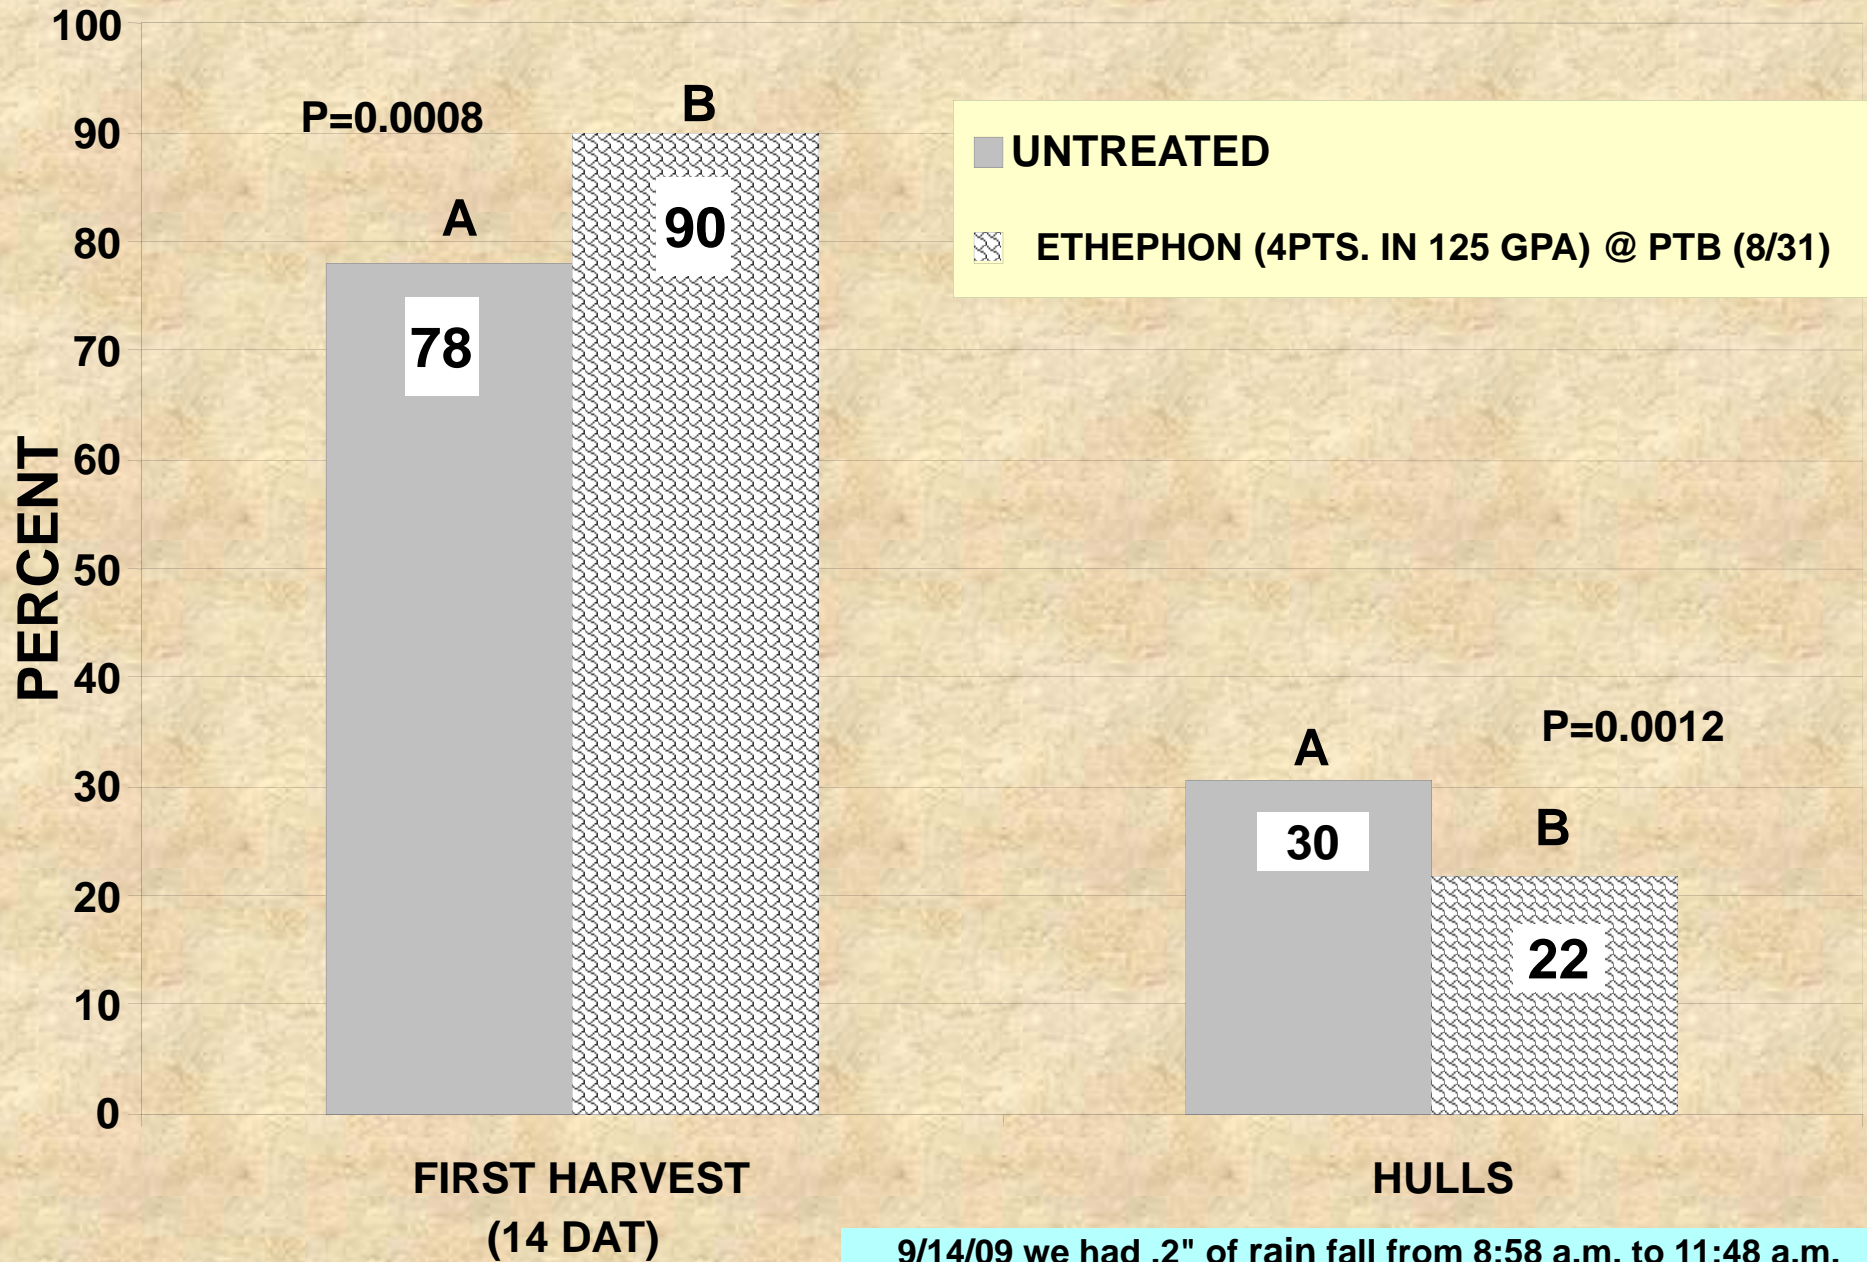 100
90
80
70
60
50
40
30
20
10
0
PERCENT
P=0.0008
A
B
78
90
UNTREATED
ETHEPHON (4PTS. IN 125 GPA) @ PTB (8/31)
P=0.0012
A
B
30
22
FIRST HARVEST
(14 DAT)
HULLS
9/14/09 we had .2" of rain fall from 8:58 a.m. to 11:48 a.m.